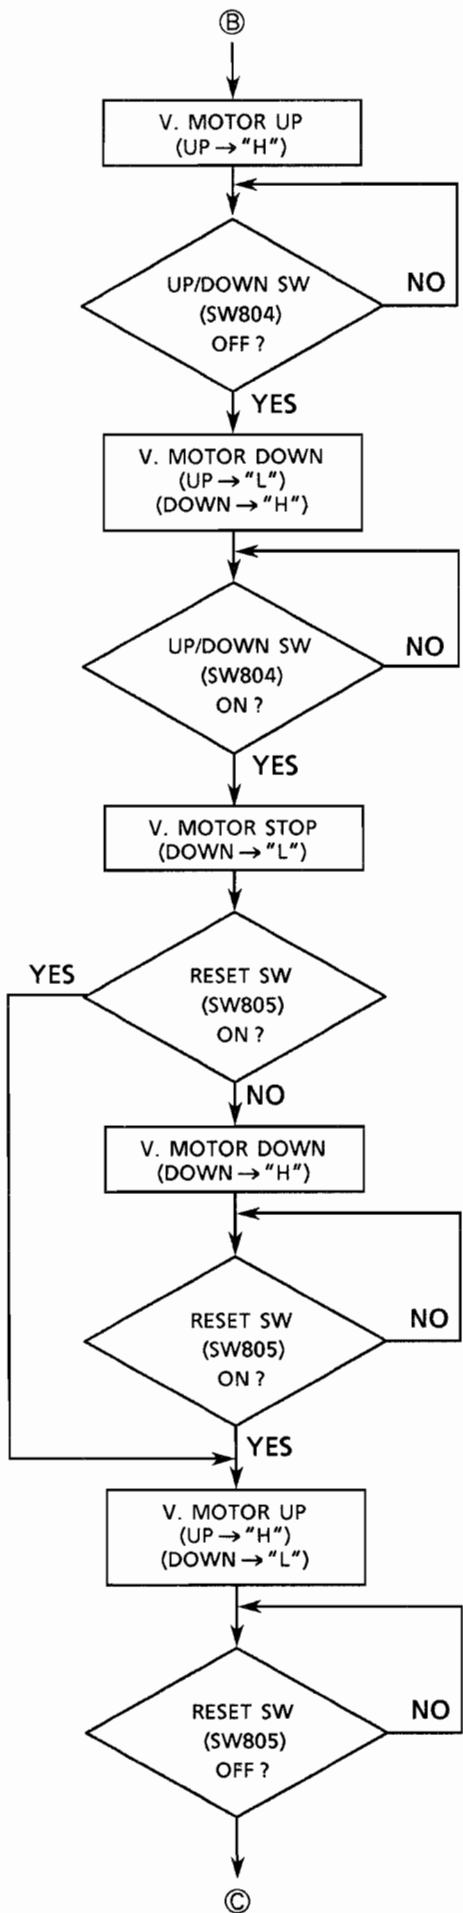 B
V. MOTOR UP
(UP → "H")
UP/DOWN SW
(SW804)
OFF ?
NO
YES
V. MOTOR DOWN
(UP → "L")
(DOWN → "H")
UP/DOWN SW
(SW804)
ON ?
NO
YES
V. MOTOR STOP
(DOWN → "L")
YES
RESET SW
(SW805)
ON ?
NO
V. MOTOR DOWN
(DOWN → "H")
RESET SW
(SW805)
ON ?
NO
YES
V. MOTOR UP
(UP → "H")
(DOWN → "L")
RESET SW
(SW805)
OFF ?
NO
C